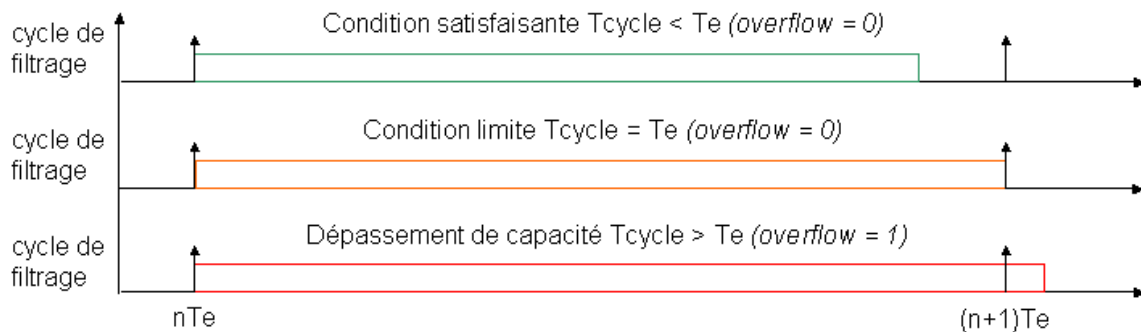 Condition satisfaisante Tcycle < Te (overflow = 0)
cycle de
filtrage
Condition limite Tcycle = Te (overflow = 0)
cycle de
filtrage
Dépassement de capacité Tcycle > Te (overflow = 1)
cycle de
filtrage
nTe (n+1)Te